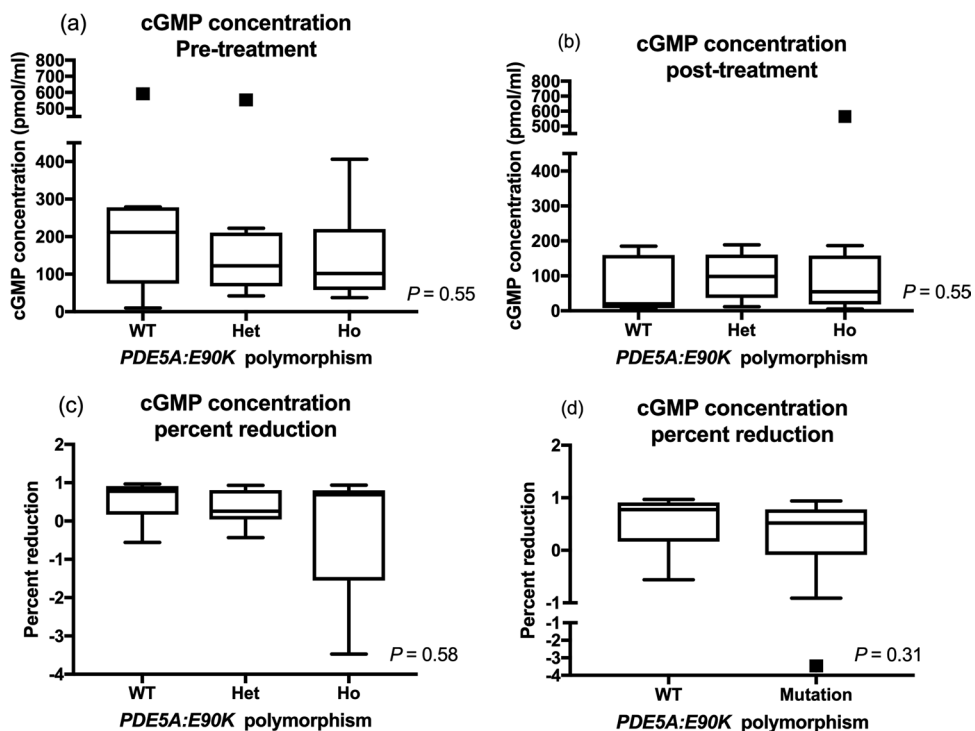 (a)
cGMP concentration
Pre-treatment
cGMP concentration (pmol/ml)
800
700
600
500
400
300
200
100
0
WT Het Ho
P = 0.55
PDE5A:E90K polymorphism
(b)
cGMP concentration
post-treatment
cGMP concentration (pmol/ml)
800
700
600
500
400
300
200
100
0
WT Het Ho
P = 0.55
PDE5A:E90K polymorphism
(c)
cGMP concentration
percent reduction
Percent reduction
2
1
0
-1
-2
-3
-4
WT Het Ho
P = 0.58
PDE5A:E90K polymorphism
(d)
cGMP concentration
percent reduction
Percent reduction
2
1
0
-1
-2
-3
-4
WT Mutation
P = 0.31
PDE5A:E90K polymorphism